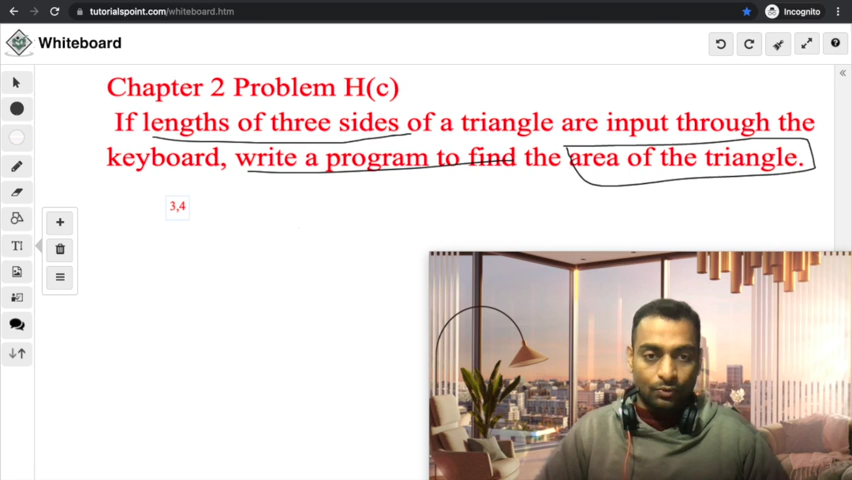 tutorialspoint.com/whiteboard.htm
Incognito
Whiteboard
Chapter 2 Problem H(c)
If lengths of three sides of a triangle are input through the
keyboard, write a program to find the area of the triangle.
3,4